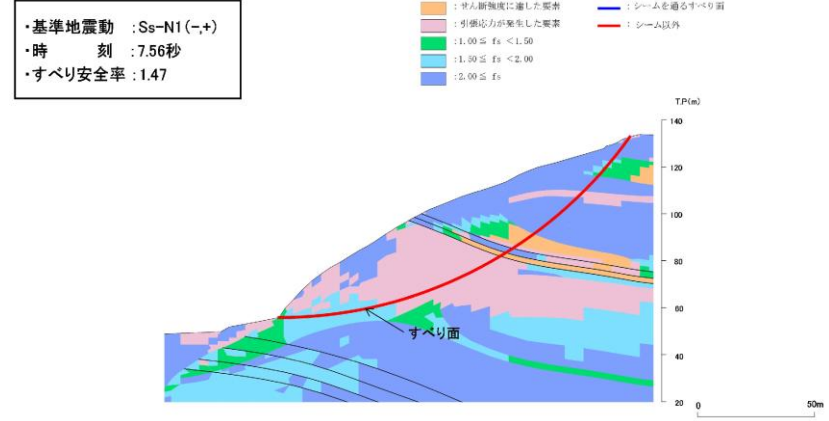 ・基準地震動 :Ss-N1(-,+)
・時 刻 :7.56秒
・すべり安全率 :1.47
:せん断強度に達した要素
:引張応力が発生した要素
:1.00≦ fs <1.50
:1.50≦ fs <2.00
:2.00≦ fs
:シームを通るすべり面
:シーム以外
T.P(m)
140
120
100
80
60
40
20
すべり面
0 50m